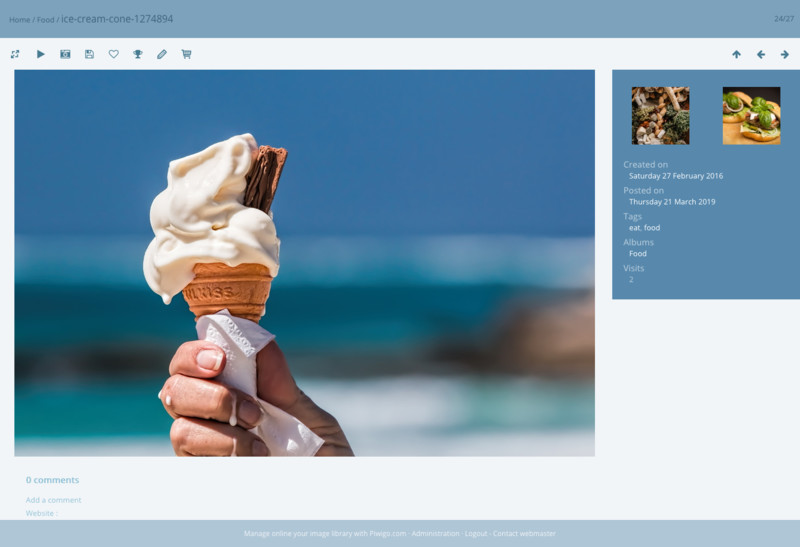 Home / Food / ice-cream-cone-1274894
24/27
Created on
Saturday 27 February 2016
Posted on
Thursday 21 March 2019
Tags
eat, food
Albums
Food
Visits
2
0 comments
Add a comment
Website :
Manage online your image library with Piwigo.com · Administration · Logout · Contact webmaster